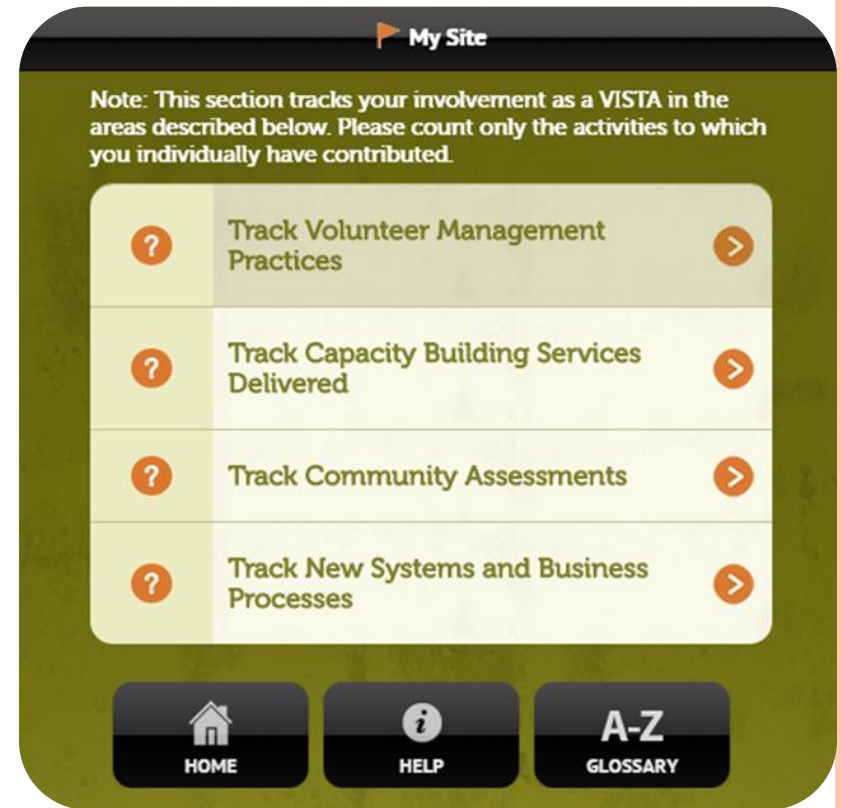 My Site
Note: This section tracks your involvement as a VISTA in the
areas described below. Please count only the activities to which
you individually have contributed.
? Track Volunteer Management
Practices
? Track Capacity Building Services
Delivered
? Track Community Assessments
? Track New Systems and Business
Processes
i A-Z
HOME HELP GLOSSARY